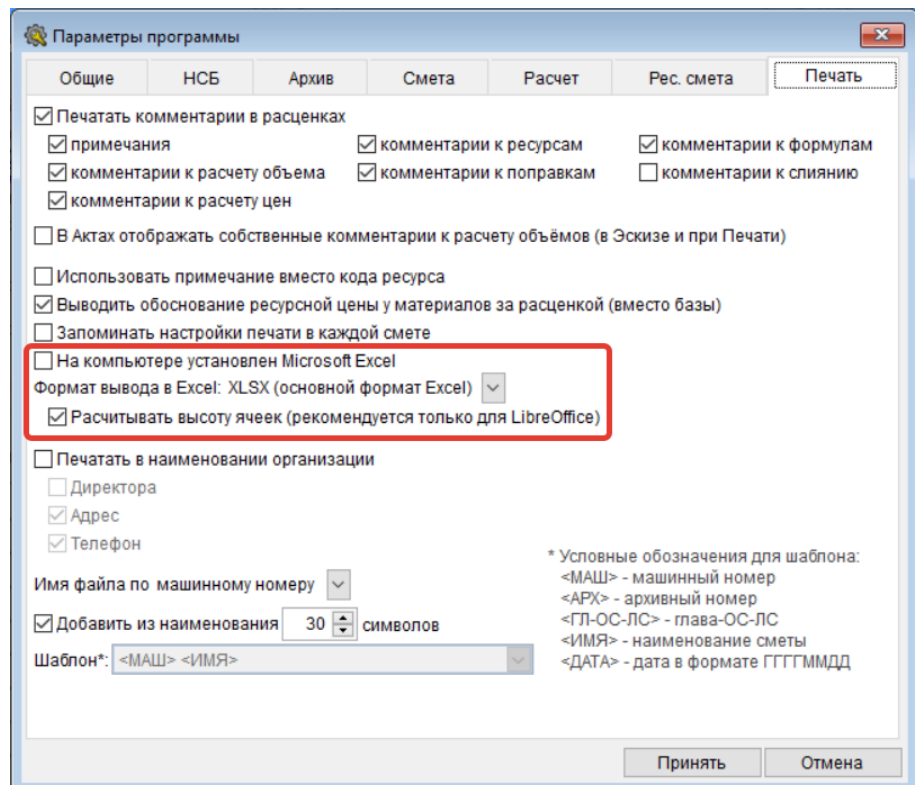 Параметры программы
Общие НСБ Архив Смета Расчет Рес. смета Печать
Печатать комментарии в расценках
примечания комментарии к ресурсам комментарии к формулам
комментарии к расчету объема комментарии к поправкам комментарии к слиянию
комментарии к расчету цен
В Актах отображать собственные комментарии к расчету объёмов (в Эскизе и при Печати)
Использовать примечание вместо кода ресурса
Выводить обоснование ресурсной цены у материалов за расценкой (вместо базы)
Запоминать настройки печати в каждой смете
На компьютере установлен Microsoft Excel
Формат вывода в Excel: XLSX (основной формат Excel)
Расчитывать высоту ячеек (рекомендуется только для LibreOffice)
Печатать в наименовании организации
Директора
Адрес
Телефон
Имя файла по машинному номеру
Добавить из наименования 30 символов
Шаблон*: <МАШ> <ИМЯ>
* Условные обозначения для шаблона:
<МАШ> - машинный номер
<АРХ> - архивный номер
<ГЛ-ОС-ЛС> - глава-ОС-ЛС
<ИМЯ> - наименование сметы
<ДАТА> - дата в формате ГГГГММДД
Принять Отмена